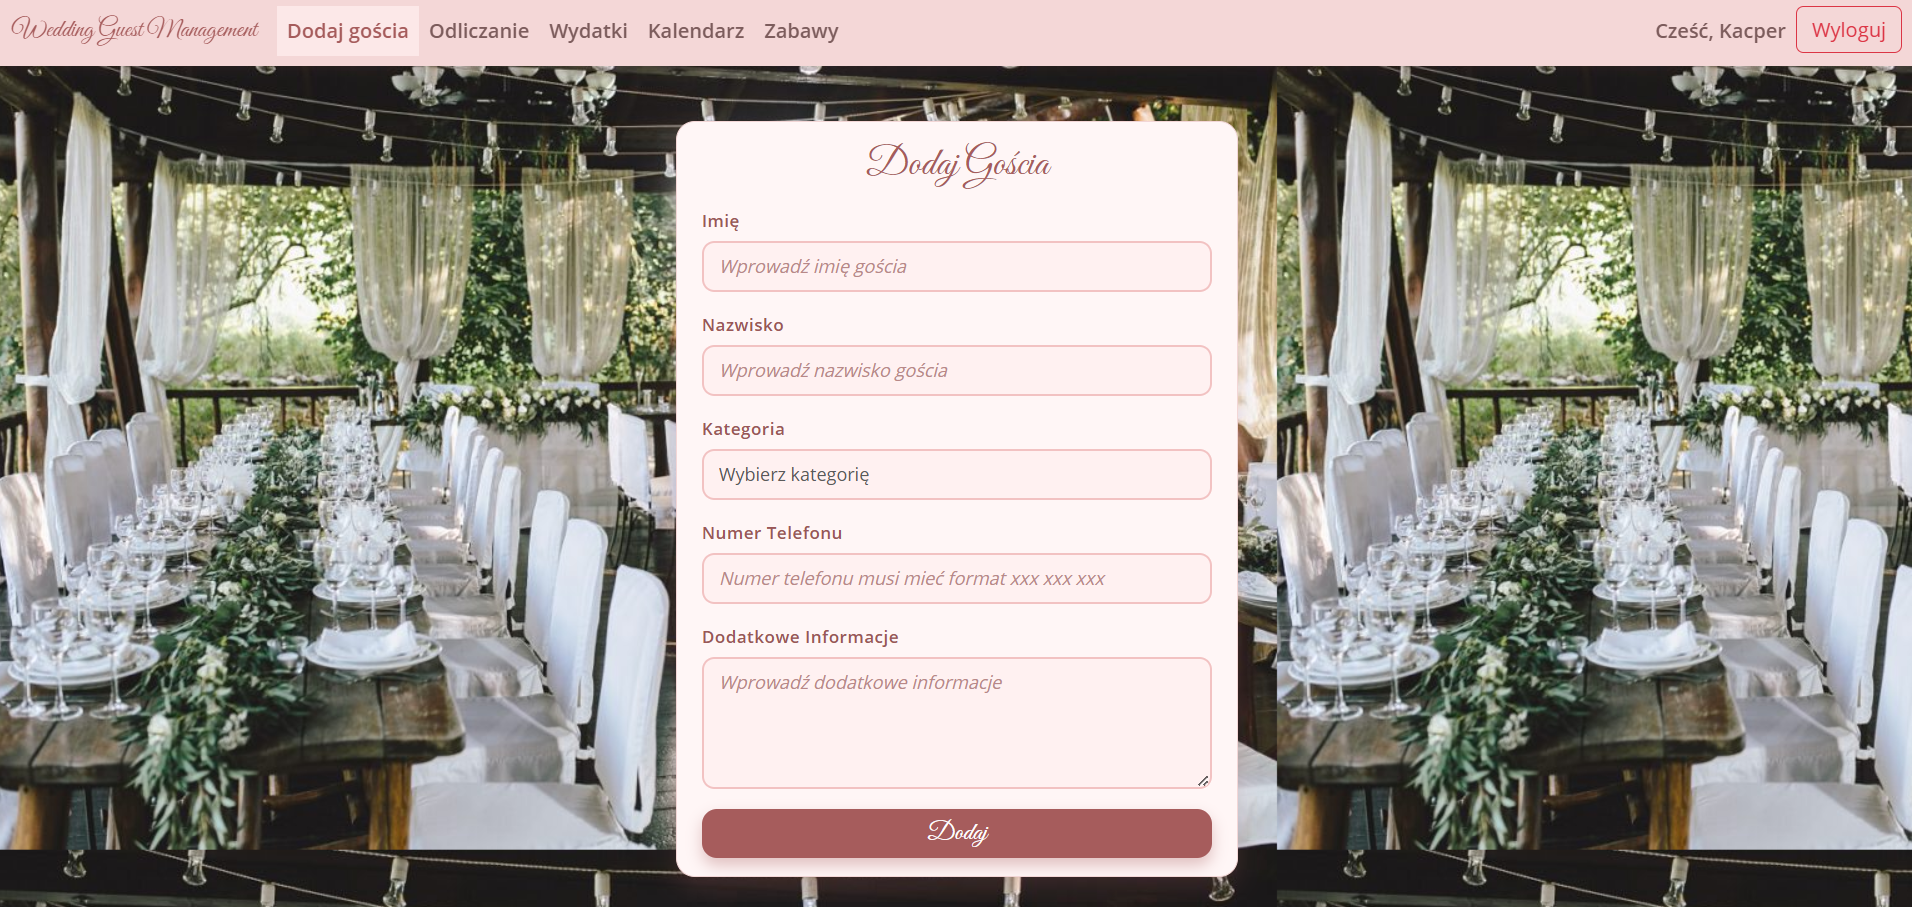 Wedding Guest Management
Dodaj gościa
Odliczanie
Wydatki
Kalendarz
Zabawy
Cześć, Kacper
Wyloguj
Dodaj Gościa
Imię
Wprowadź imię gościa
Nazwisko
Wprowadź nazwisko gościa
Kategoria
Wybierz kategorię
Numer Telefonu
Numer telefonu musi mieć format xxx xxx xxx
Dodatkowe Informacje
Wprowadź dodatkowe informacje
Dodaj